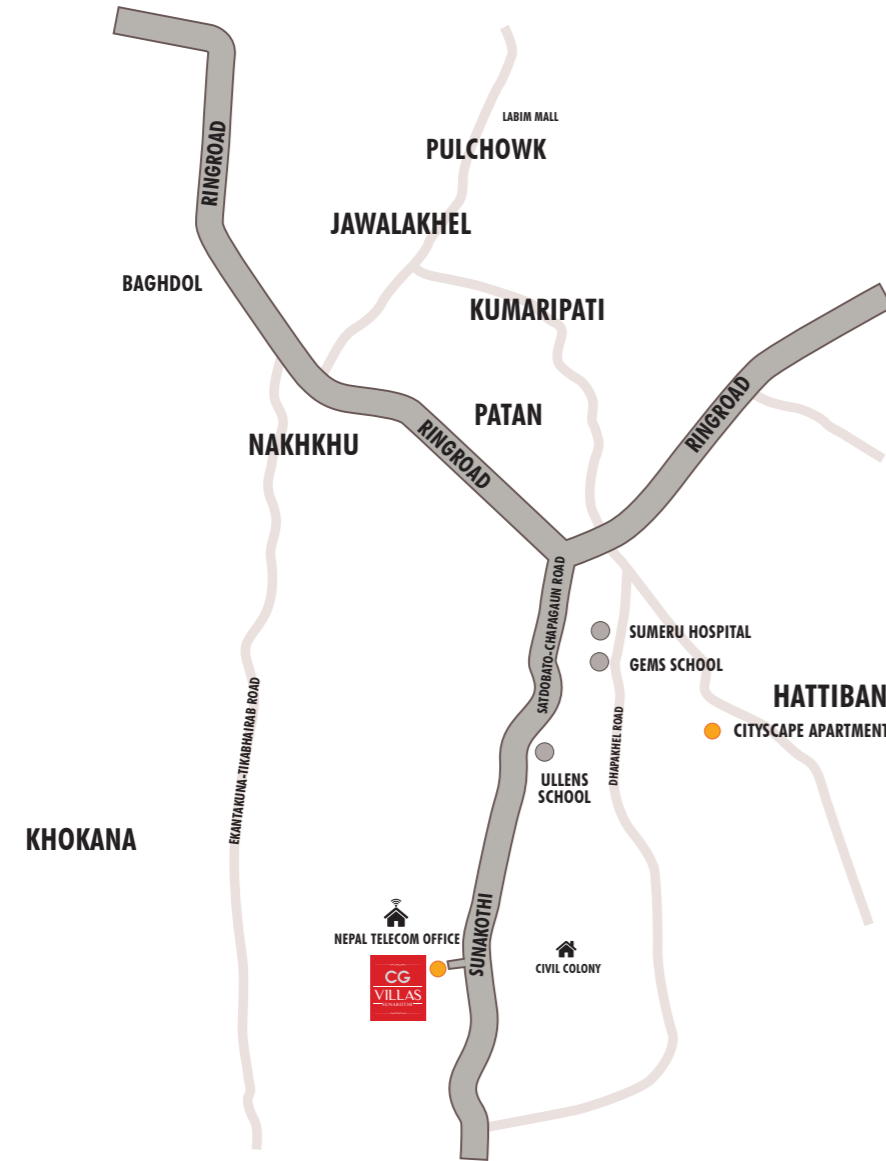 LABIM MALL
PULCHOWK
RINGROAD
JAWALAKHEL
BAGHDOL
KUMARIPATI
PATAN
RINGROAD
NAKHKHU
RINGROAD
SATDOBATO-CHAPAGAUN ROAD
SUMERU HOSPITAL
GEMS SCHOOL
HATTIBAN
CITYSCAPE APARTMENT
DHAPAKHEL ROAD
EKANTAKUNA-TIKABHAIRAB ROAD
ULLENS
SCHOOL
KHOKANA
NEPAL TELECOM OFFICE
SUNAKOTHI
CIVIL COLONY
CG
VILLAS
SUNAKOTHI